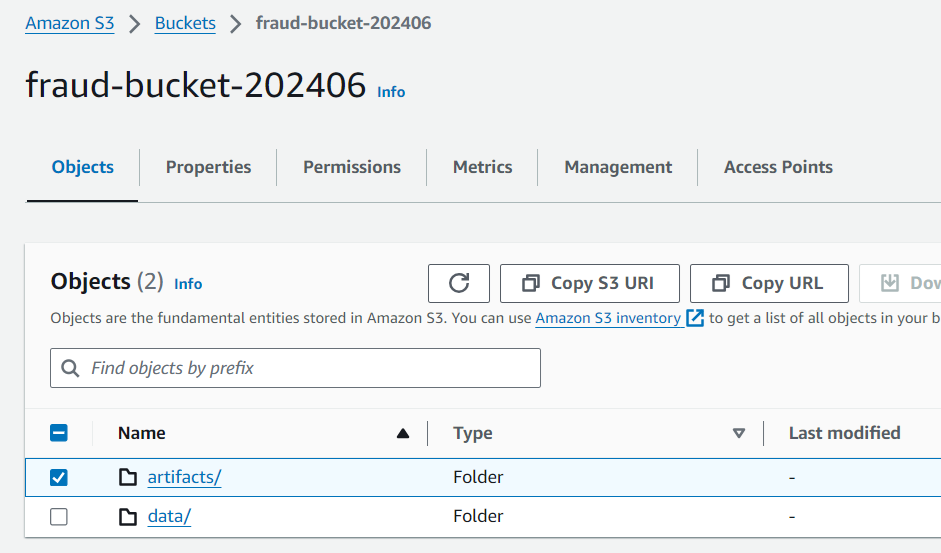 Amazon S3 > Buckets > fraud-bucket-202406
fraud-bucket-202406 Info
Objects Properties Permissions Metrics Management Access Points
Objects (2) Info Copy S3 URI Copy URL
Objects are the fundamental entities stored in Amazon S3. You can use Amazon S3 inventory to get a list of all objects in your
Find objects by prefix
Name Type Last modified
artifacts/ Folder -
data/ Folder -